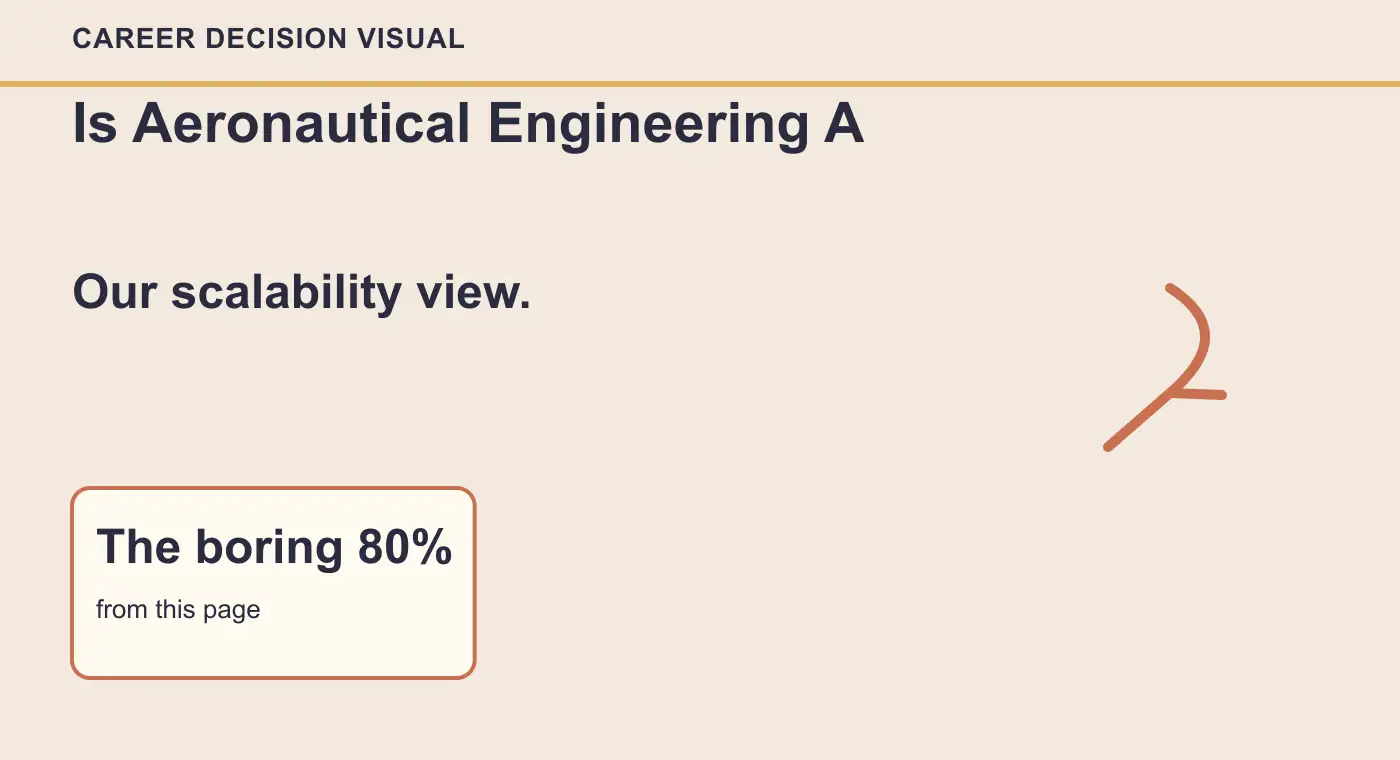 CAREER DECISION VISUAL
Is Aeronautical Engineering A
Our scalability view.
The boring 80%
from this page